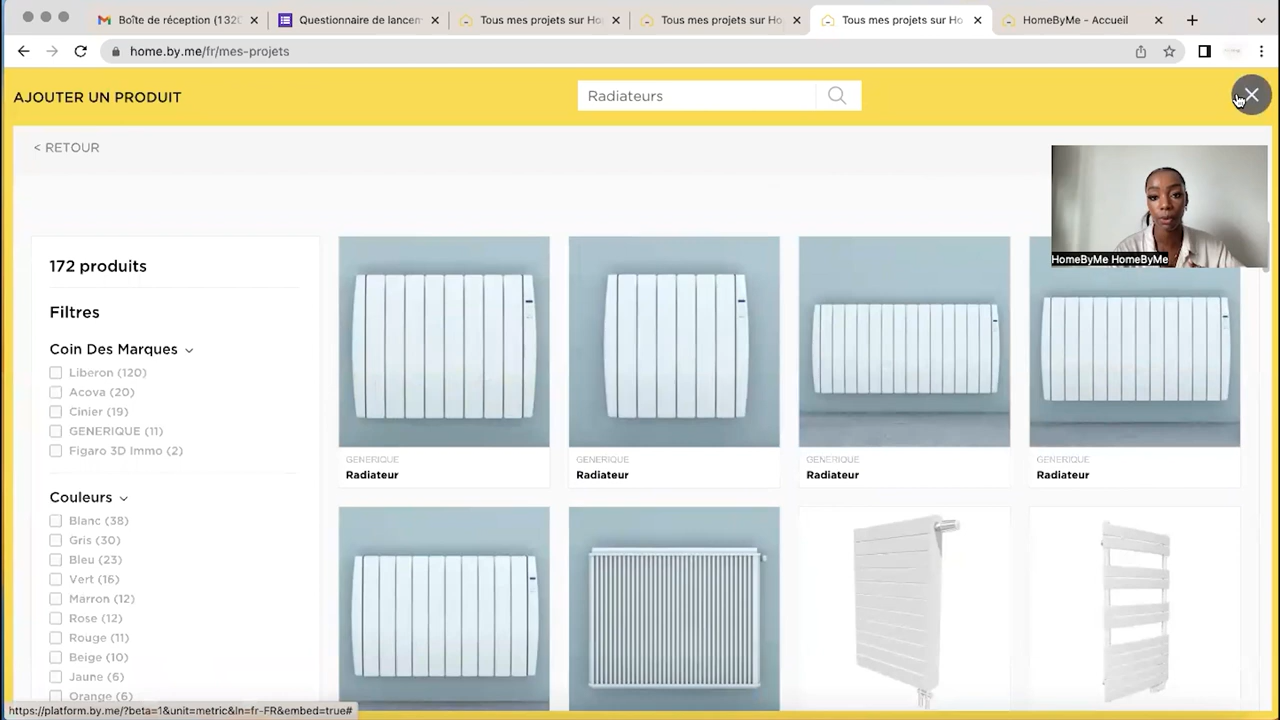 Boîte de réception (1 320
Questionnaire de lancem
Tous mes projets sur Ho
Tous mes projets sur Ho
Tous mes projets sur Ho
HomeByMe - Accueil
home.by.me/fr/mes-projets
AJOUTER UN PRODUIT
Radiateurs
< RETOUR
HomeByMe HomeByMe
172 produits
Filtres
Coin Des Marques
Liberon (120)
Acova (20)
Cinier (19)
GENERIQUE (11)
Figaro 3D Immo (2)
Couleurs
Blanc (38)
Gris (30)
Bleu (23)
Vert (16)
Marron (12)
Rose (12)
Rouge (11)
Beige (10)
Jaune (6)
Orange (6)
GENERIQUE
Radiateur
GENERIQUE
Radiateur
GENERIQUE
Radiateur
GENERIQUE
Radiateur
https://platform.by.me/?beta=1&unit=metric&ln=fr-FR&embed=true#